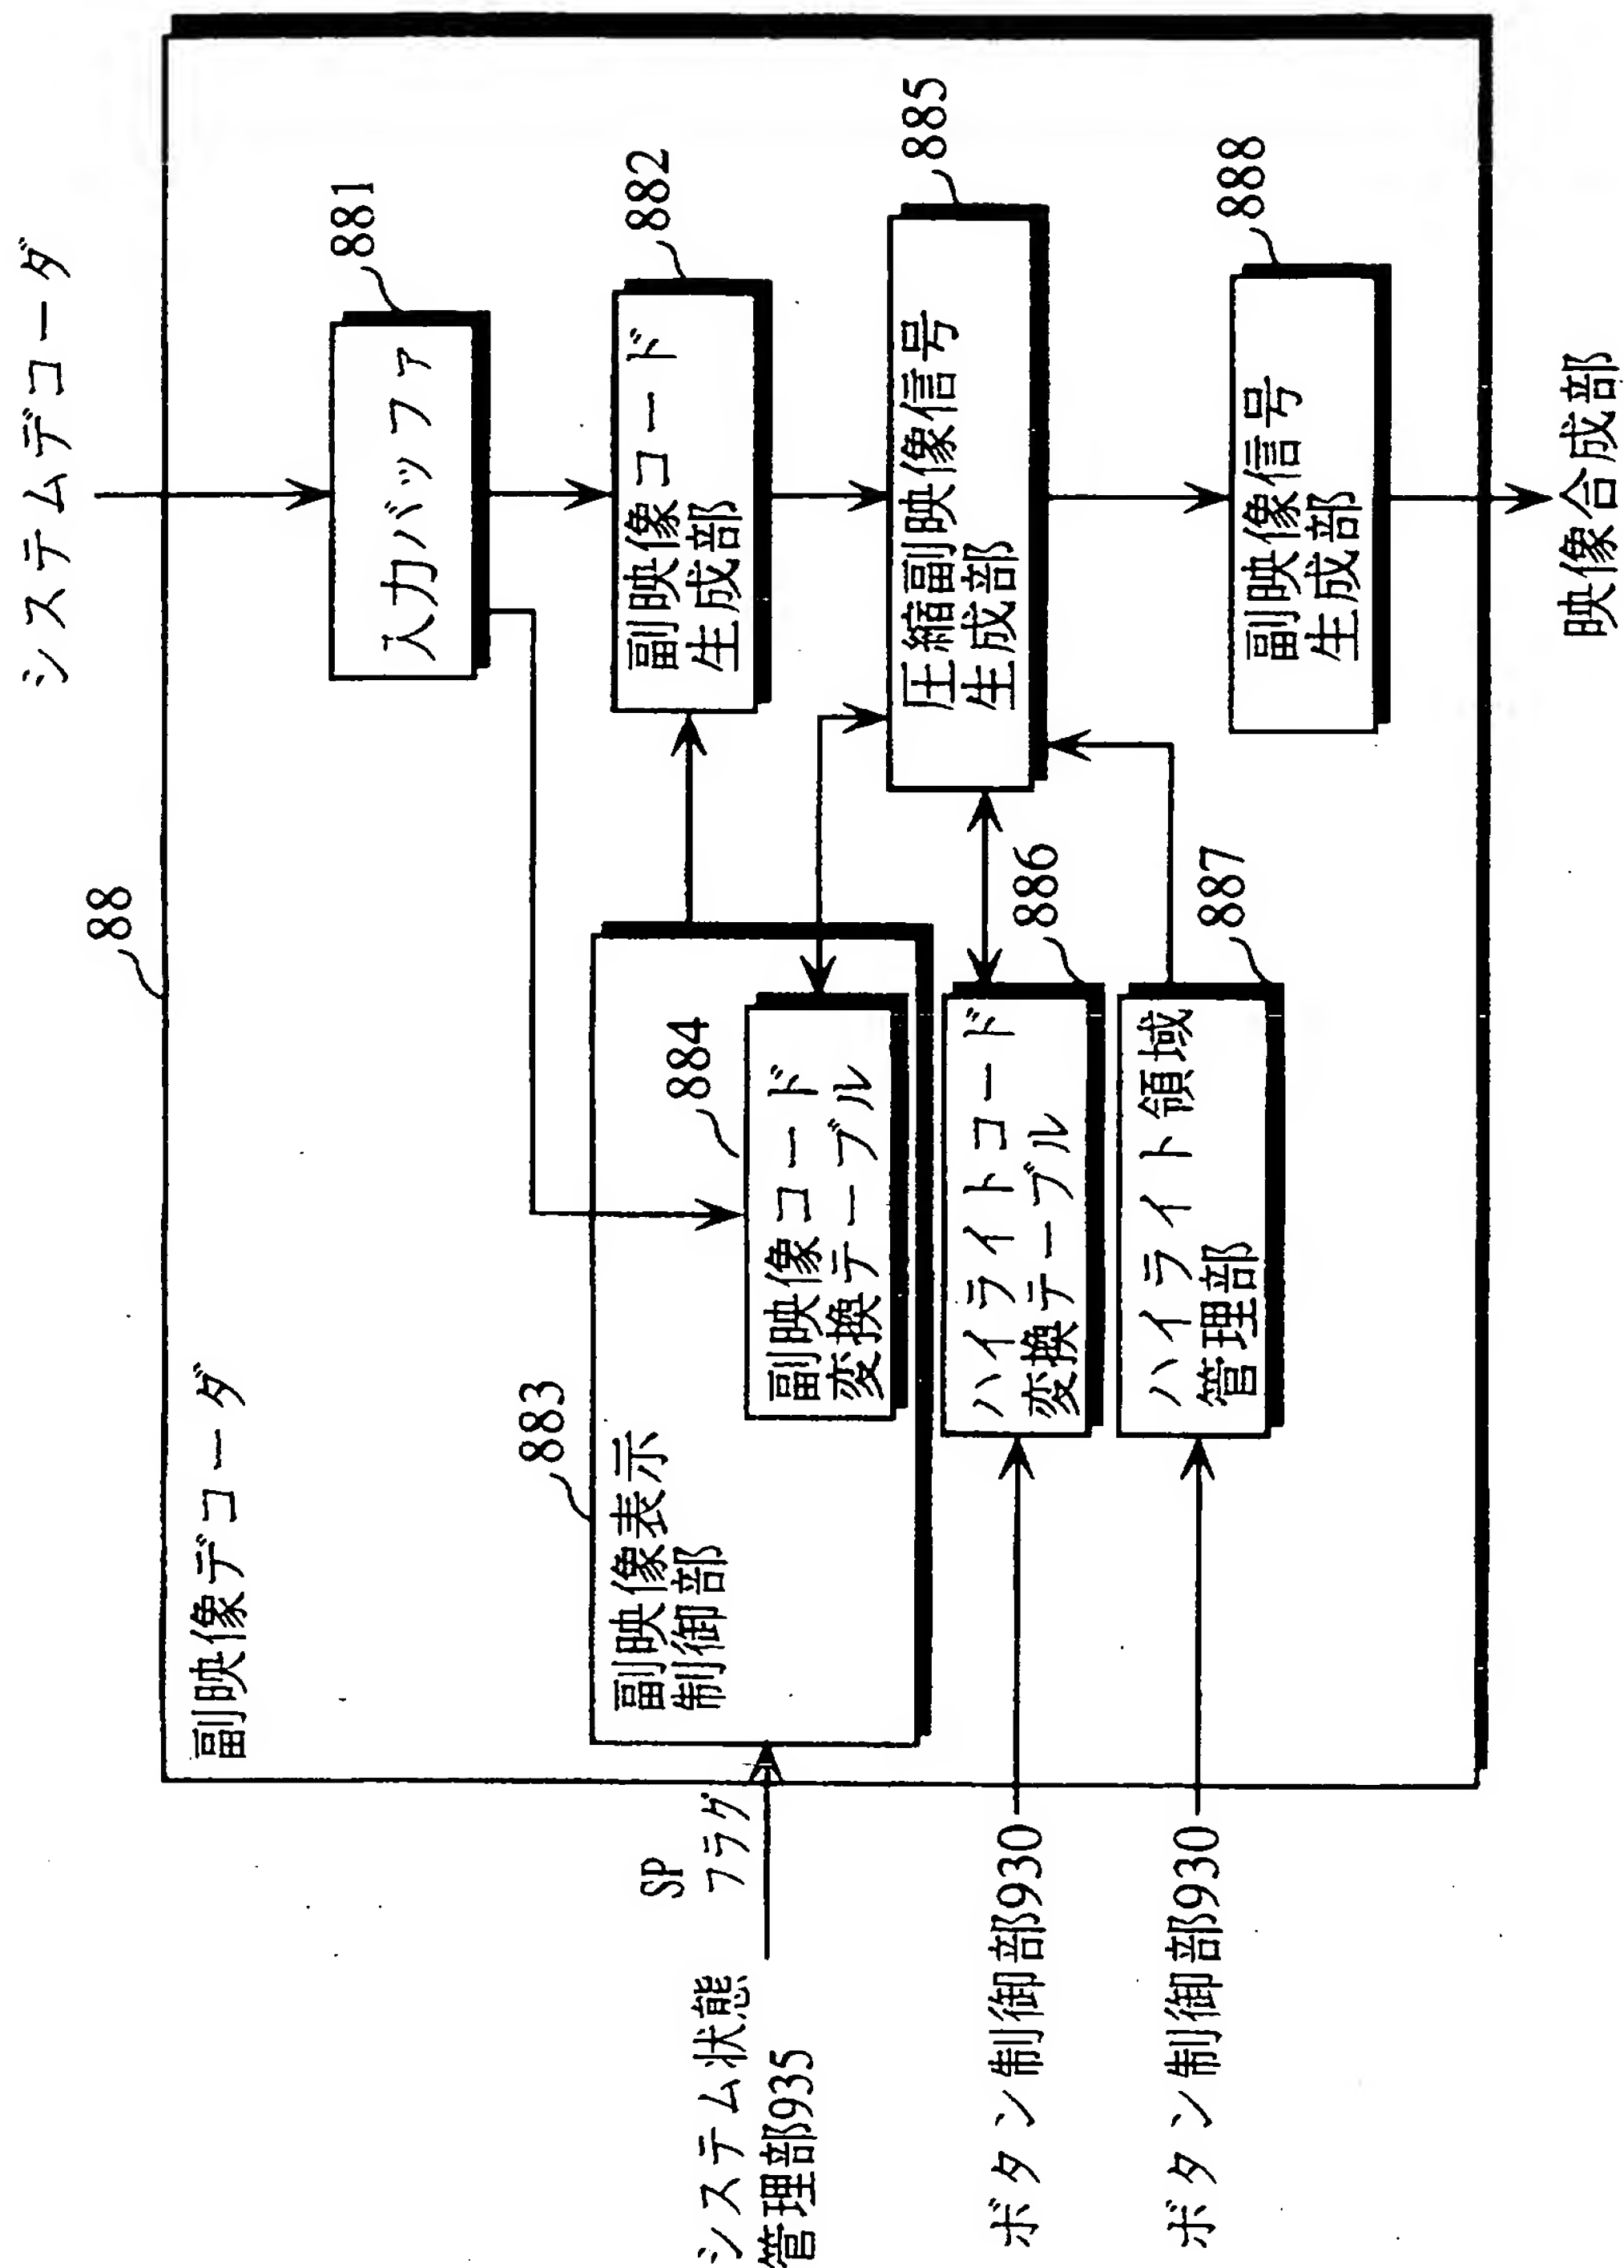 システムデコーダ
88
副映像デコーダ
881
入力バッファ
882
副映像コード
生成部
883
副映像表示
制御部
884
副映像コード
変換テーブル
SP
フラグ
システム状態
管理部935
885
圧縮副映像信号
生成部
886
ハイライトコード
変換テーブル
ボタン制御部930
887
ハイライト領域
管理部
ボタン制御部930
888
副映像信号
生成部
映像合成部